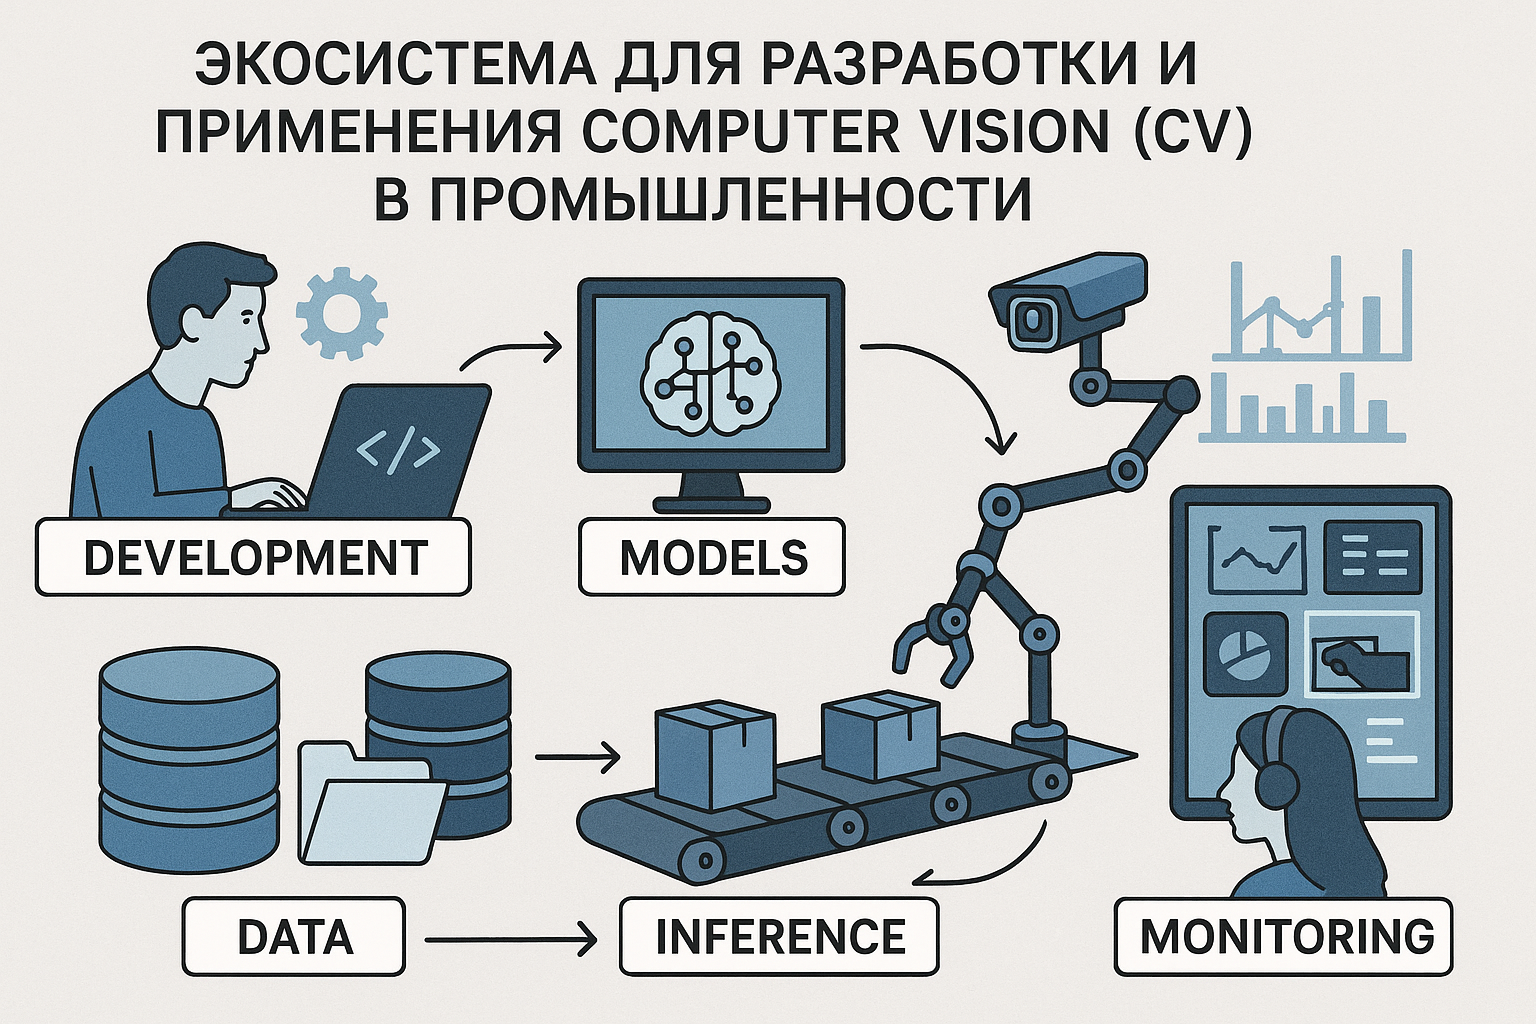 ЭКОСИСТЕМА ДЛЯ РАЗРАБОТКИ И
ПРИМЕНЕНИЯ COMPUTER VISION (CV)
В ПРОМЫШЛЕННОСТИ
</>
DEVELOPMENT
MODELS
DATA
INFERENCE
MONITORING